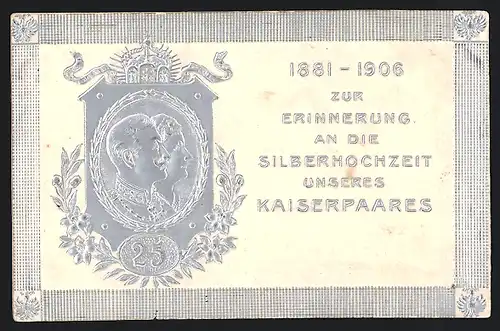 1881 - 1906
ZUR
ERINNERUNG
AN DIE
SILBERHOCHZEIT
UNSERES
KAISERPAARES
25